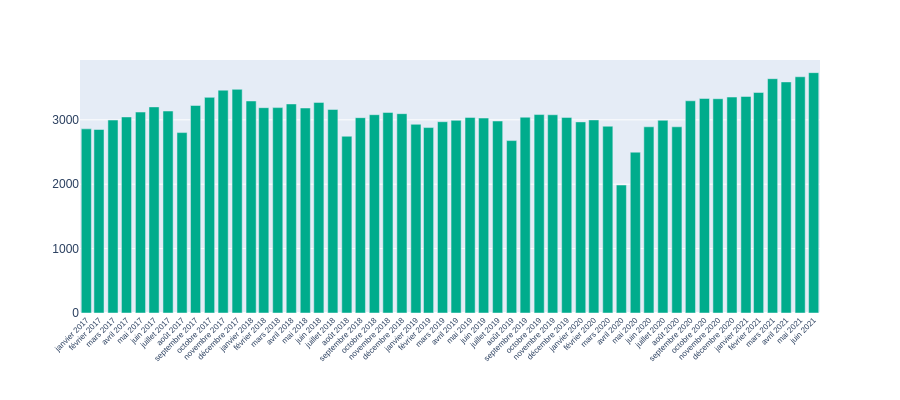 3000
2000
1000
0
janvier 2017
février 2017
mars 2017
avril 2017
mai 2017
juin 2017
juillet 2017
août 2017
septembre 2017
octobre 2017
novembre 2017
décembre 2017
janvier 2018
février 2018
mars 2018
avril 2018
mai 2018
juin 2018
juillet 2018
août 2018
septembre 2018
octobre 2018
novembre 2018
décembre 2018
janvier 2019
février 2019
mars 2019
avril 2019
mai 2019
juin 2019
juillet 2019
août 2019
septembre 2019
octobre 2019
novembre 2019
décembre 2019
janvier 2020
février 2020
mars 2020
avril 2020
mai 2020
juin 2020
juillet 2020
août 2020
septembre 2020
octobre 2020
novembre 2020
décembre 2020
janvier 2021
février 2021
mars 2021
avril 2021
mai 2021
juin 2021